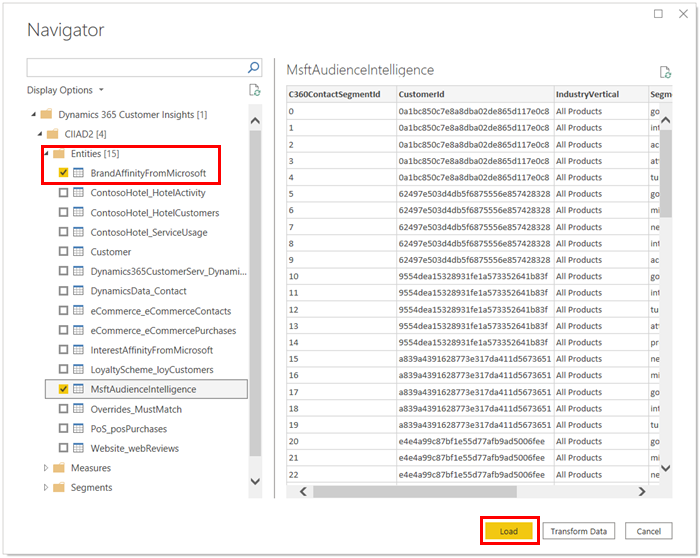 Navigator
Display Options
Dynamics 365 Customer Insights [1]
CIIAD2 [4]
Entities [15]
BrandAffinityFromMicrosoft
ContosoHotel_HotelActivity
ContosoHotel_HotelCustomers
ContosoHotel_ServiceUsage
Customer
Dynamics365CustomerServ_Dynami...
DynamicsData_Contact
eCommerce_eCommerceContacts
eCommerce_eCommercePurchases
InterestAffinityFromMicrosoft
LoyaltyScheme_loyCustomers
MsftAudienceIntelligence
Overrides_MustMatch
PoS_posPurchases
Website_webReviews
Measures
Segments
MsftAudienceIntelligence
C360ContactSegmentId CustomerId IndustryVertical Segme
0 0a1bc850c7e8a8dba02de865d117e0c8 All Products go
1 0a1bc850c7e8a8dba02de865d117e0c8 All Products int
2 0a1bc850c7e8a8dba02de865d117e0c8 All Products ac
3 0a1bc850c7e8a8dba02de865d117e0c8 All Products att
4 0a1bc850c7e8a8dba02de865d117e0c8 All Products tu
5 62497e503d4db5f6875556e857428328 All Products go
6 62497e503d4db5f6875556e857428328 All Products mi
7 62497e503d4db5f6875556e857428328 All Products ne
8 62497e503d4db5f6875556e857428328 All Products int
9 62497e503d4db5f6875556e857428328 All Products ac
10 9554dea15328931fe1a573352641b83f All Products go
11 9554dea15328931fe1a573352641b83f All Products int
12 9554dea15328931fe1a573352641b83f All Products tu
13 9554dea15328931fe1a573352641b83f All Products att
14 9554dea15328931fe1a573352641b83f All Products pr
15 a839a4391628773e317da411d5673651 All Products ne
16 a839a4391628773e317da411d5673651 All Products mi
17 a839a4391628773e317da411d5673651 All Products go
18 a839a4391628773e317da411d5673651 All Products int
19 a839a4391628773e317da411d5673651 All Products tu
20 e4e4a99c87bf1e55d77afb9ad5006fee All Products go
21 e4e4a99c87bf1e55d77afb9ad5006fee All Products mi
22 e4e4a99c87bf1e55d77afb9ad5006fee All Products ne
Load Transform Data Cancel